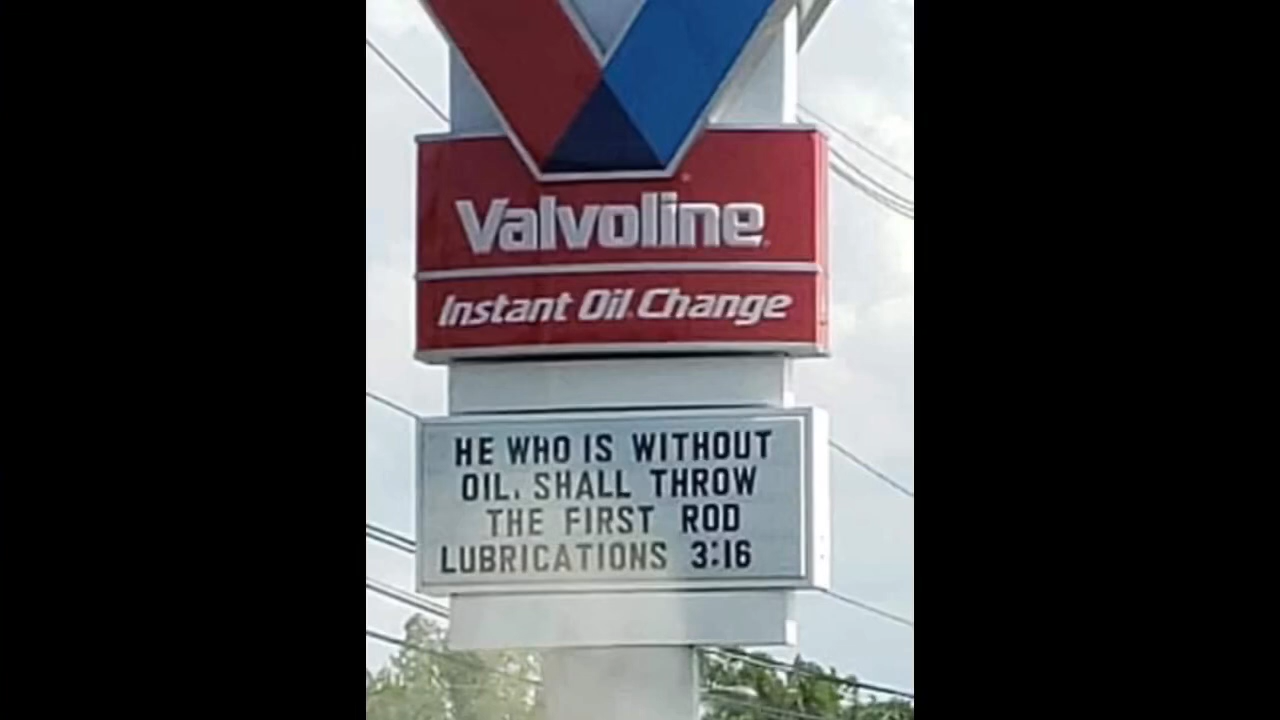 Valvoline
Instant Oil Change
HE WHO IS WITHOUT
OIL. SHALL THROW
THE FIRST ROD
LUBRICATIONS 3:16